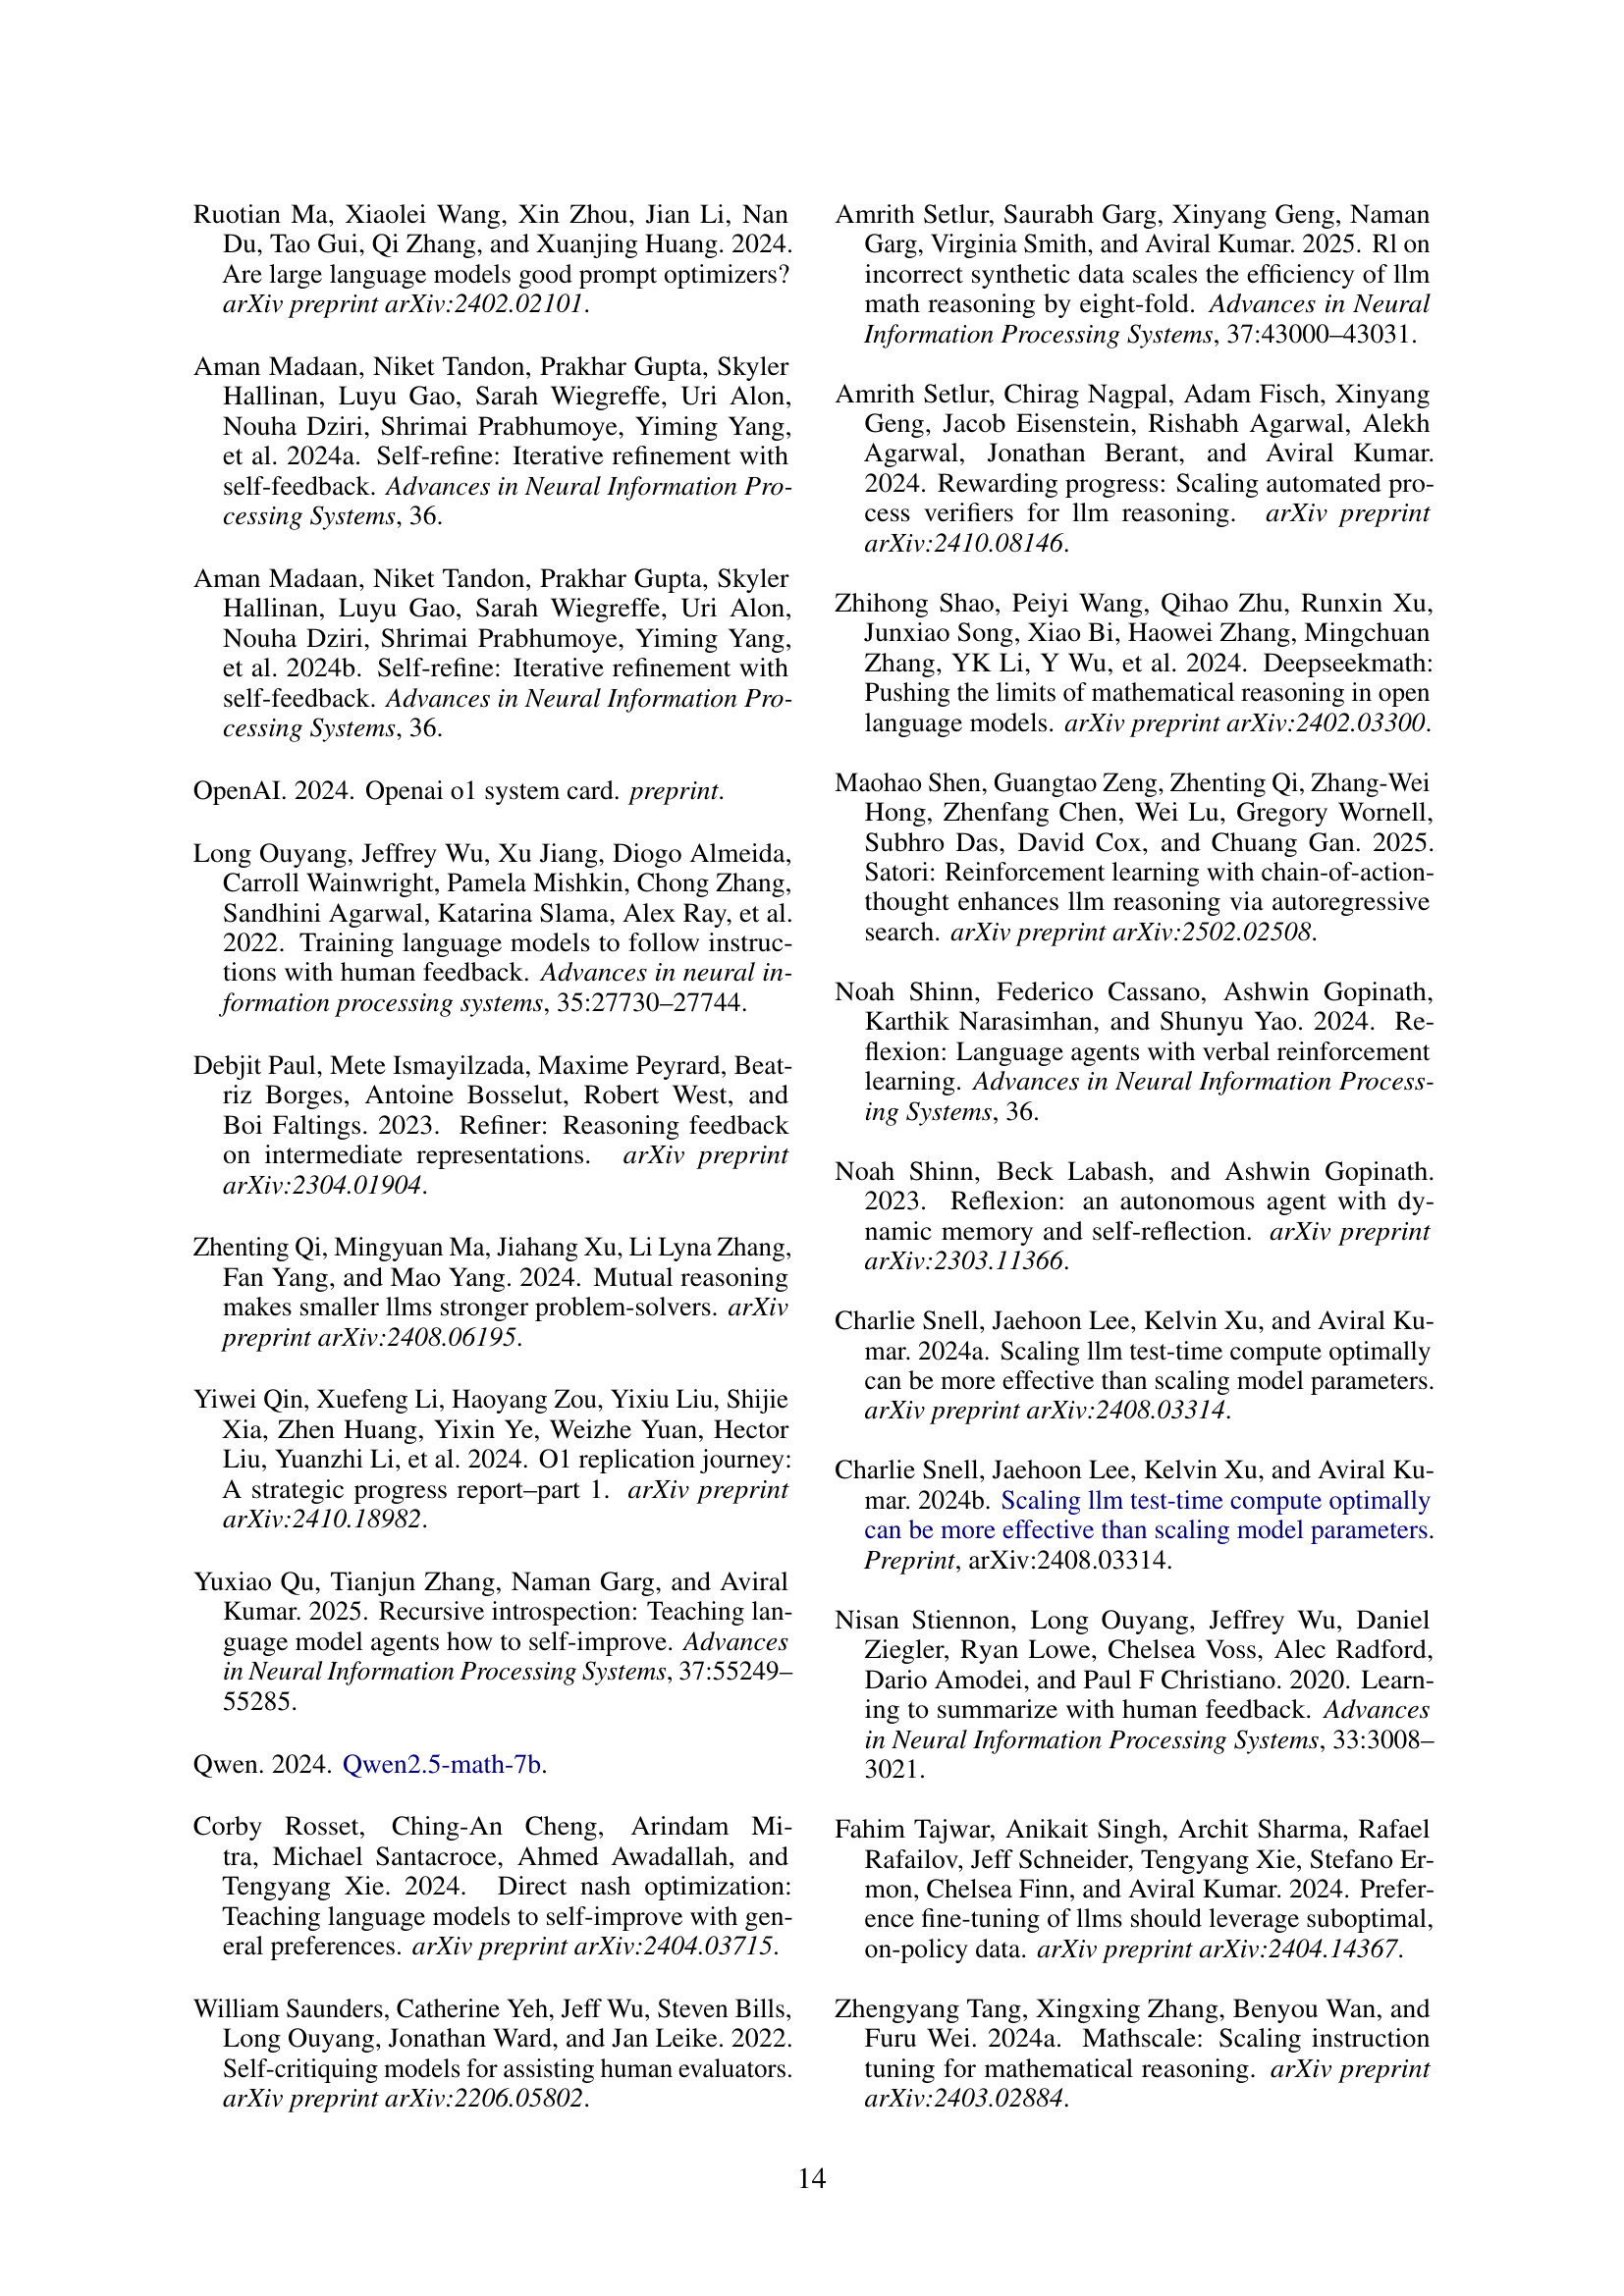 Ruotian Ma, Xiaolei Wang, Xin Zhou, Jian Li, Nan
Du, Tao Gui, Qi Zhang, and Xuanjing Huang. 2024.
Are large language models good prompt optimizers?
arXiv preprint arXiv:2402.02101.
Aman Madaan, Niket Tandon, Prakhar Gupta, Skyler
Hallinan, Luyu Gao, Sarah Wiegreffe, Uri Alon,
Nouha Dziri, Shrimai Prabhumoye, Yiming Yang,
et al. 2024a. Self-refine: Iterative refinement with
self-feedback. Advances in Neural Information Pro-
cessing Systems, 36.
Aman Madaan, Niket Tandon, Prakhar Gupta, Skyler
Hallinan, Luyu Gao, Sarah Wiegreffe, Uri Alon,
Nouha Dziri, Shrimai Prabhumoye, Yiming Yang,
et al. 2024b. Self-refine: Iterative refinement with
self-feedback. Advances in Neural Information Pro-
cessing Systems, 36.
OpenAI. 2024. Openai o1 system card. preprint.
Long Ouyang, Jeffrey Wu, Xu Jiang, Diogo Almeida,
Carroll Wainwright, Pamela Mishkin, Chong Zhang,
Sandhini Agarwal, Katarina Slama, Alex Ray, et al.
2022. Training language models to follow instruc-
tions with human feedback. Advances in neural in-
formation processing systems, 35:27730–27744.
Debjit Paul, Mete Ismayilzada, Maxime Peyrard, Beat-
riz Borges, Antoine Bosselut, Robert West, and
Boi Faltings. 2023. Refiner: Reasoning feedback
on intermediate representations. arXiv preprint
arXiv:2304.01904.
Zhenting Qi, Mingyuan Ma, Jiahang Xu, Li Lyna Zhang,
Fan Yang, and Mao Yang. 2024. Mutual reasoning
makes smaller llms stronger problem-solvers. arXiv
preprint arXiv:2408.06195.
Yiwei Qin, Xuefeng Li, Haoyang Zou, Yixiu Liu, Shijie
Xia, Zhen Huang, Yixin Ye, Weizhe Yuan, Hector
Liu, Yuanzhi Li, et al. 2024. O1 replication journey:
A strategic progress report–part 1. arXiv preprint
arXiv:2410.18982.
Yuxiao Qu, Tianjun Zhang, Naman Garg, and Aviral
Kumar. 2025. Recursive introspection: Teaching lan-
guage model agents how to self-improve. Advances
in Neural Information Processing Systems, 37:55249–
55285.
Qwen. 2024. Qwen2.5-math-7b.
Corby Rosset, Ching-An Cheng, Arindam Mi-
tra, Michael Santacroce, Ahmed Awadallah, and
Tengyang Xie. 2024. Direct nash optimization:
Teaching language models to self-improve with gen-
eral preferences. arXiv preprint arXiv:2404.03715.
William Saunders, Catherine Yeh, Jeff Wu, Steven Bills,
Long Ouyang, Jonathan Ward, and Jan Leike. 2022.
Self-critiquing models for assisting human evaluators.
arXiv preprint arXiv:2206.05802.
Amrith Setlur, Saurabh Garg, Xinyang Geng, Naman
Garg, Virginia Smith, and Aviral Kumar. 2025. Rl on
incorrect synthetic data scales the efficiency of llm
math reasoning by eight-fold. Advances in Neural
Information Processing Systems, 37:43000–43031.
Amrith Setlur, Chirag Nagpal, Adam Fisch, Xinyang
Geng, Jacob Eisenstein, Rishabh Agarwal, Alekh
Agarwal, Jonathan Berant, and Aviral Kumar.
2024. Rewarding progress: Scaling automated pro-
cess verifiers for llm reasoning. arXiv preprint
arXiv:2410.08146.
Zhihong Shao, Peiyi Wang, Qihao Zhu, Runxin Xu,
Junxiao Song, Xiao Bi, Haowei Zhang, Mingchuan
Zhang, YK Li, Y Wu, et al. 2024. Deepseekmath:
Pushing the limits of mathematical reasoning in open
language models. arXiv preprint arXiv:2402.03300.
Maohao Shen, Guangtao Zeng, Zhenting Qi, Zhang-Wei
Hong, Zhenfang Chen, Wei Lu, Gregory Wornell,
Subhro Das, David Cox, and Chuang Gan. 2025.
Satori: Reinforcement learning with chain-of-action-
thought enhances llm reasoning via autoregressive
search. arXiv preprint arXiv:2502.02508.
Noah Shinn, Federico Cassano, Ashwin Gopinath,
Karthik Narasimhan, and Shunyu Yao. 2024. Re-
flexion: Language agents with verbal reinforcement
learning. Advances in Neural Information Process-
ing Systems, 36.
Noah Shinn, Beck Labash, and Ashwin Gopinath.
2023. Reflexion: an autonomous agent with dy-
namic memory and self-reflection. arXiv preprint
arXiv:2303.11366.
Charlie Snell, Jaehoon Lee, Kelvin Xu, and Aviral Ku-
mar. 2024a. Scaling llm test-time compute optimally
can be more effective than scaling model parameters.
arXiv preprint arXiv:2408.03314.
Charlie Snell, Jaehoon Lee, Kelvin Xu, and Aviral Ku-
mar. 2024b. Scaling llm test-time compute optimally
can be more effective than scaling model parameters.
Preprint, arXiv:2408.03314.
Nisan Stiennon, Long Ouyang, Jeffrey Wu, Daniel
Ziegler, Ryan Lowe, Chelsea Voss, Alec Radford,
Dario Amodei, and Paul F Christiano. 2020. Learn-
ing to summarize with human feedback. Advances
in Neural Information Processing Systems, 33:3008–
3021.
Fahim Tajwar, Anikait Singh, Archit Sharma, Rafael
Rafailov, Jeff Schneider, Tengyang Xie, Stefano Er-
mon, Chelsea Finn, and Aviral Kumar. 2024. Prefer-
ence fine-tuning of llms should leverage suboptimal,
on-policy data. arXiv preprint arXiv:2404.14367.
Zhengyang Tang, Xingxing Zhang, Benyou Wan, and
Furu Wei. 2024a. Mathscale: Scaling instruction
tuning for mathematical reasoning. arXiv preprint
arXiv:2403.02884.
14